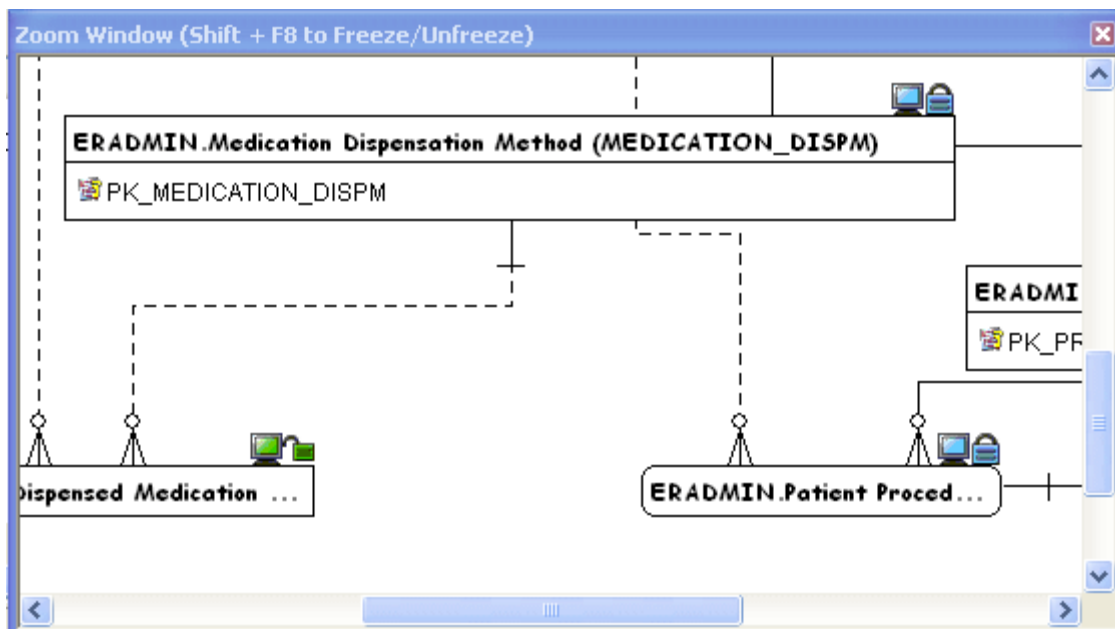 Zoom Window (Shift + F8 to Freeze/Unfreeze)
ERADMIN.Medication Dispensation Method (MEDICATION_DISPM)
PK_MEDICATION_DISPM
ERADMI
PK_PR
Dispensed Medication ...
ERADMIN.Patient Proced...